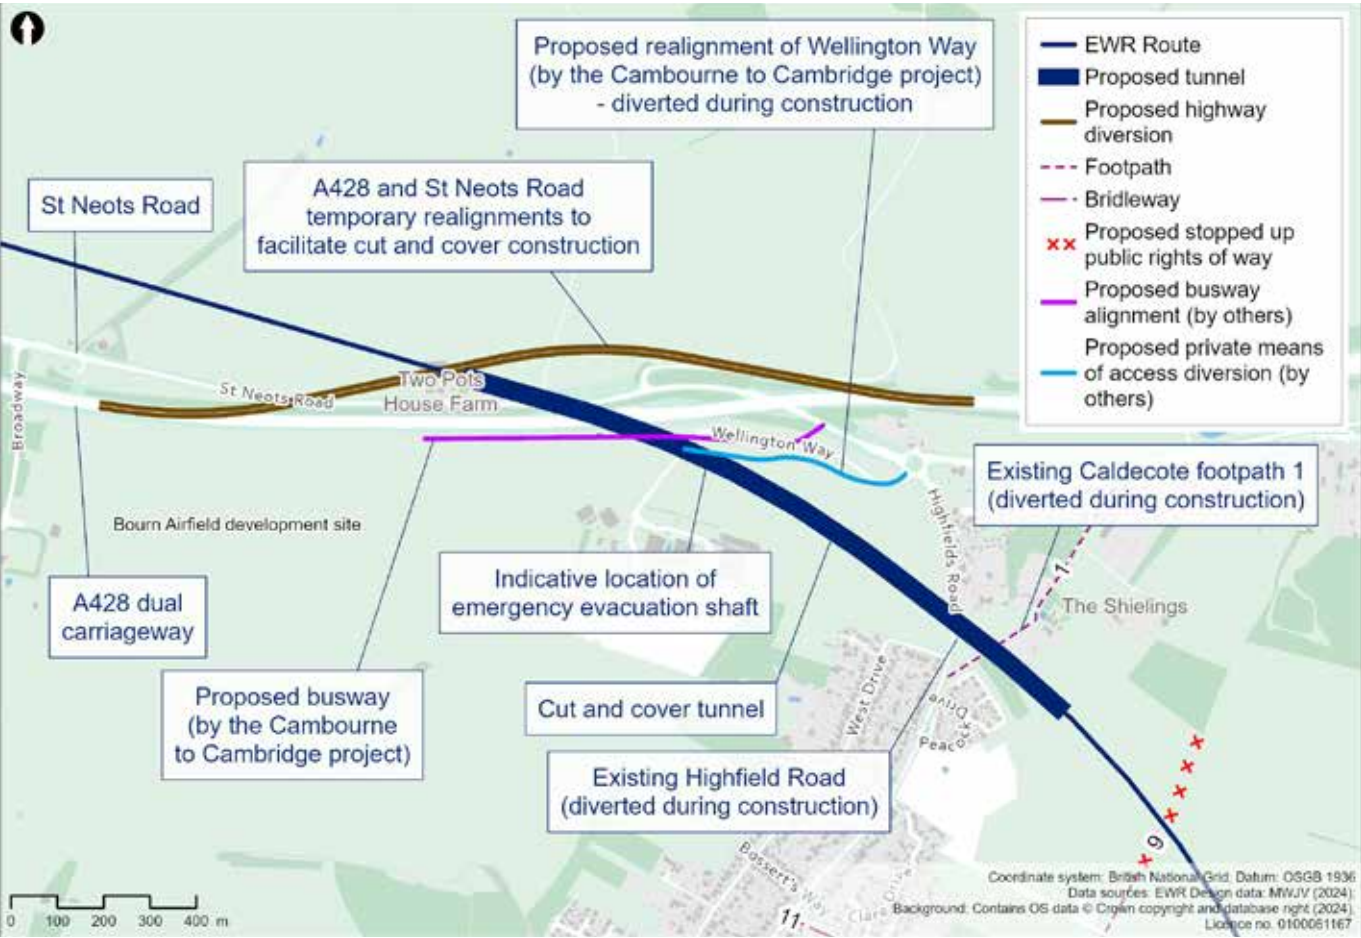 Proposed realignment of Wellington Way
(by the Cambourne to Cambridge project)
- diverted during construction
EWR Route
Proposed tunnel
Proposed highway
diversion
Footpath
Bridleway
Proposed stopped up
public rights of way
Proposed busway
alignment (by others)
Proposed private means
of access diversion (by
others)
St Neots Road
A428 and St Neots Road
temporary realignments to
facilitate cut and cover construction
Broadway
St Neots Road
Two Pots
House Farm
Wellington Way
Highfields Road
Existing Caldecote footpath 1
(diverted during construction)
1
The Shielings
Bourn Airfield development site
A428 dual
carriageway
Indicative location of
emergency evacuation shaft
Proposed busway
(by the Cambourne
to Cambridge project)
Cut and cover tunnel
West Drive
Peacock Drive
Existing Highfield Road
(diverted during construction)
Bassert's Way
11
9
0 100 200 300 400 m
Coordinate system: British National Grid; Datum: OSGB 1936
Data sources: EWR Design data: MWJV (2024);
Background: Contains OS data © Crown copyright and database right (2024).
Licence no. 0100061167